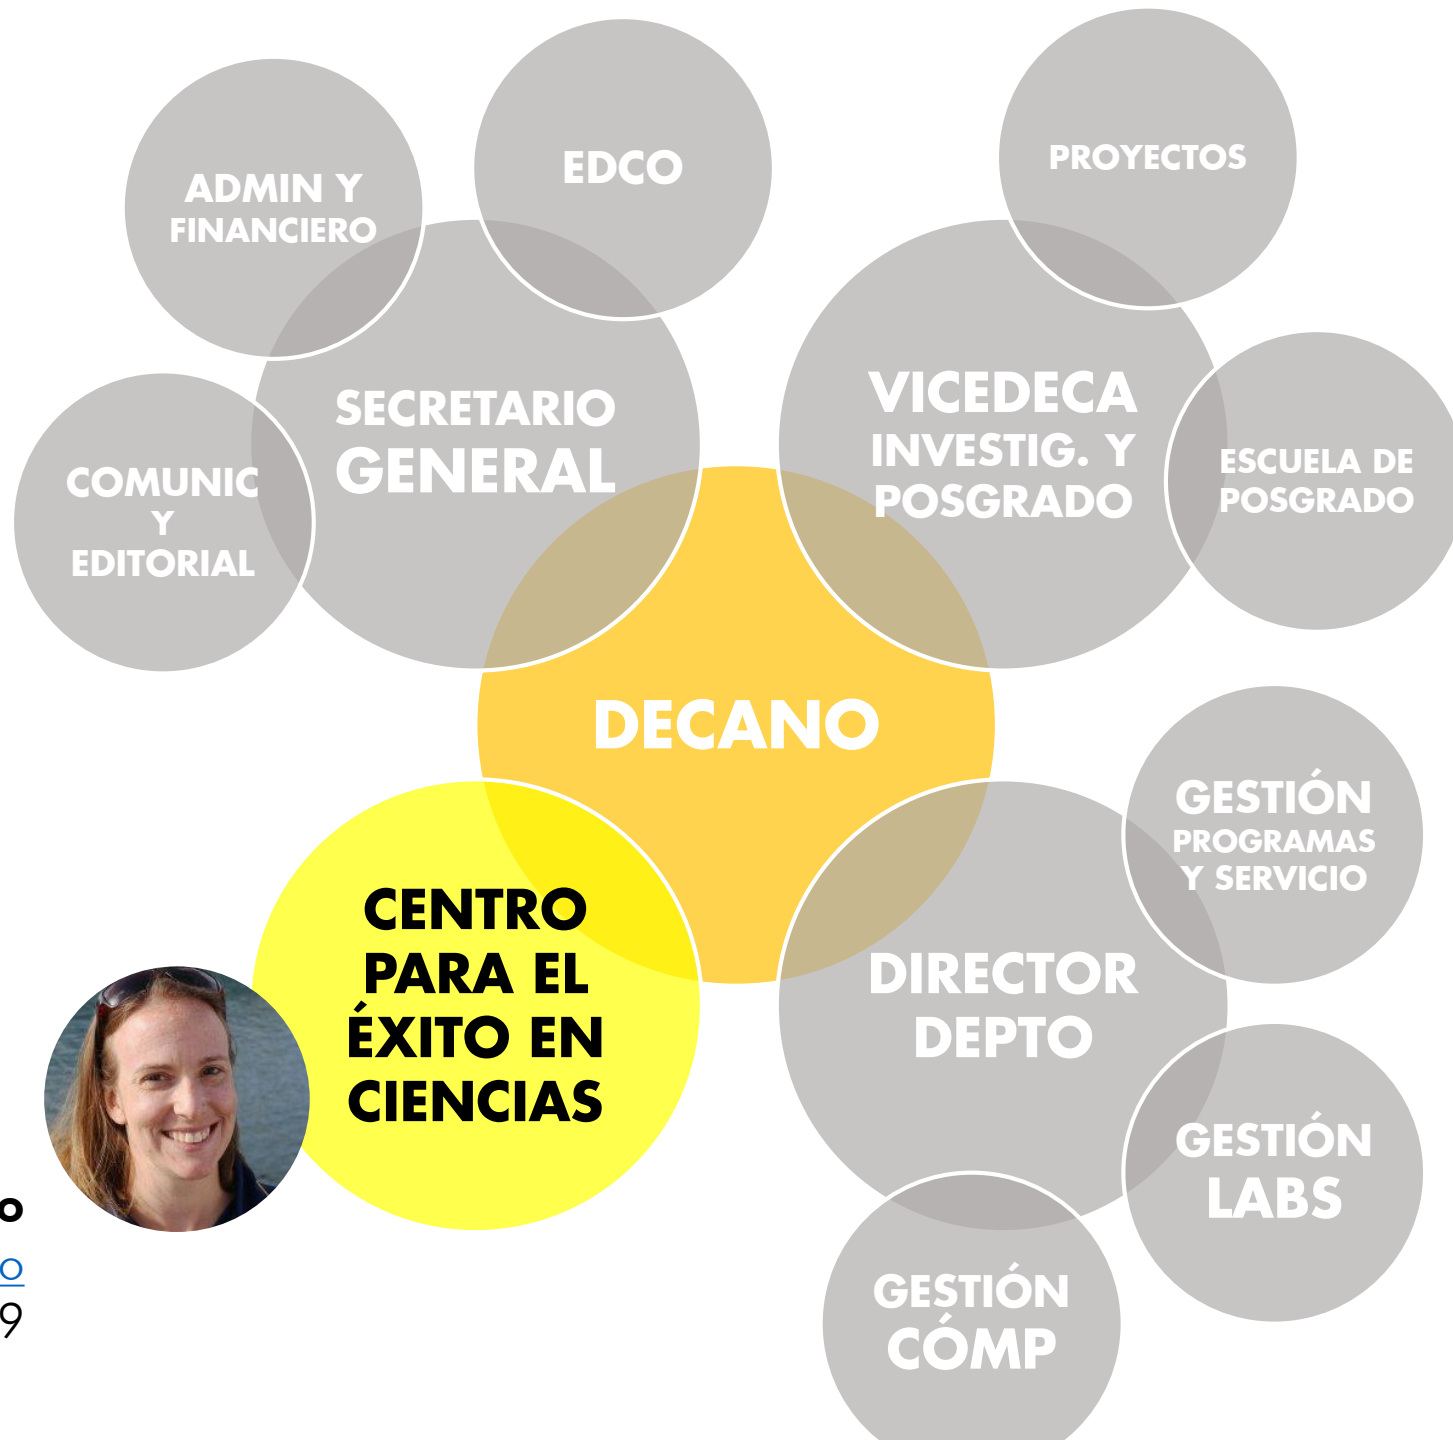 ADMIN Y
FINANCIERO
EDCO
PROYECTOS
SECRETARIO
GENERAL
VICEDECA
INVESTIG. Y
POSGRADO
COMUNIC
Y
EDITORIAL
ESCUELA DE
POSGRADO
DECANO
GESTIÓN
PROGRAMAS
Y SERVICIO
CENTRO
PARA EL
ÉXITO EN
CIENCIAS
DIRECTOR
DEPTO
GESTIÓN
LABS
GESTIÓN
CÓMP
o
o
9